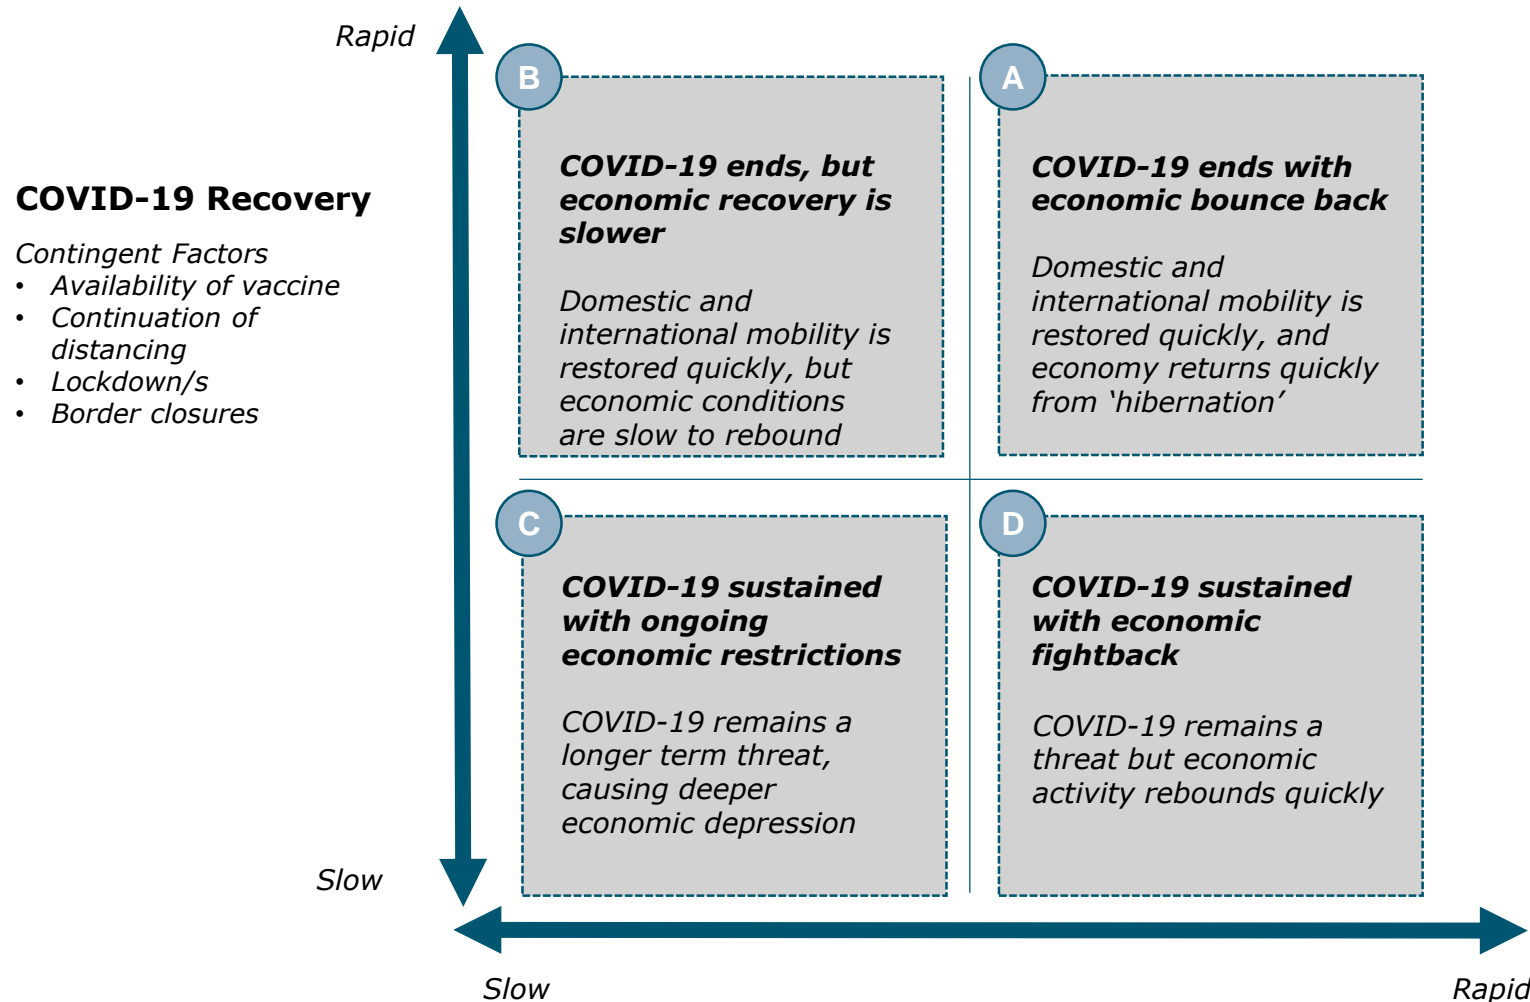 Rapid
COVID-19 Recovery
Contingent Factors
• Availability of vaccine
• Continuation of
distancing
• Lockdown/s
• Border closures
Slow
B
COVID-19 ends, but
economic recovery is
slower
Domestic and
international mobility is
restored quickly, but
economic conditions
are slow to rebound
A
COVID-19 ends with
economic bounce back
Domestic and
international mobility is
restored quickly, and
economy returns quickly
from ‘hibernation’
C
COVID-19 sustained
with ongoing
economic restrictions
COVID-19 remains a
longer term threat,
causing deeper
economic depression
D
COVID-19 sustained
with economic
fightback
COVID-19 remains a
threat but economic
activity rebounds quickly
Slow
Rapid